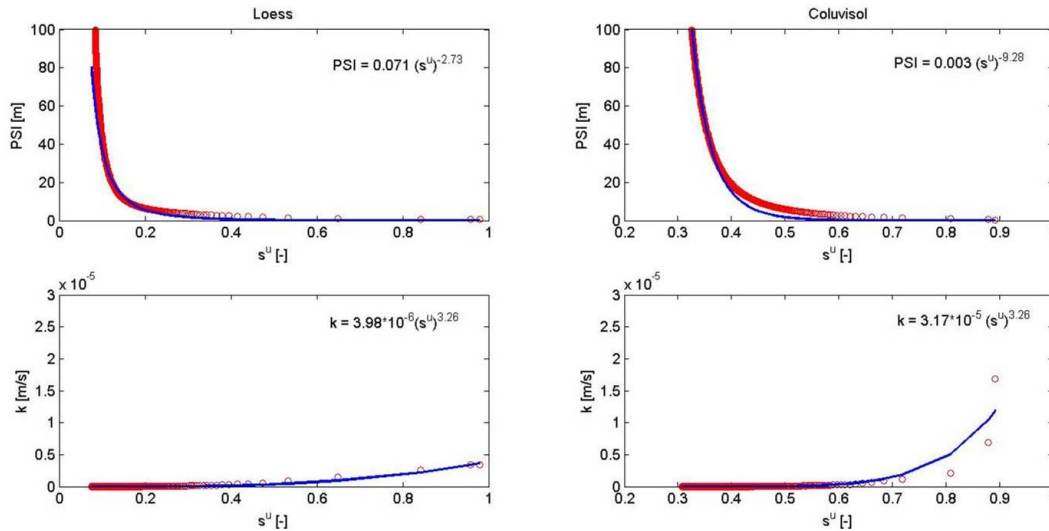 Loess
100
80
60
40
20
0
PSI [m]
PSI = 0.071 (s^u)^-2.73
0 0.2 0.4 0.6 0.8 1
s^u [-]
Coluvisol
100
80
60
40
20
0
PSI [m]
PSI = 0.003 (s^u)^-9.28
0.2 0.3 0.4 0.5 0.6 0.7 0.8 0.9 1
s^u [-]
x 10^-5
3
2.5
2
1.5
1
0.5
0
k [m/s]
k = 3.98*10^-6(s^u)^3.26
0 0.2 0.4 0.6 0.8 1
s^u [-]
x 10^-5
3
2.5
2
1.5
1
0.5
0
k [m/s]
k = 3.17*10^-5 (s^u)^3.26
0.2 0.3 0.4 0.5 0.6 0.7 0.8 0.9 1
s^u [-]